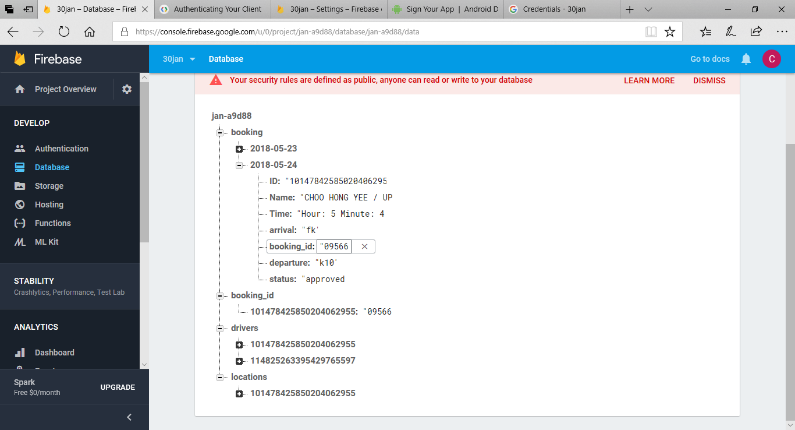 30jan – Database – Firel
Authenticating Your Client
30jan – Settings – Firebase
Sign Your App | Android D
Credentials - 30jan
https://console.firebase.google.com/u/0/project/jan-a9d88/database/jan-a9d88/data
Firebase
30jan
Database
Go to docs
C
Project Overview
DEVELOP
Authentication
Database
Storage
Hosting
Functions
ML Kit
STABILITY
Crashlytics, Performance, Test Lab
ANALYTICS
Dashboard
Spark
Free $0/month
UPGRADE
Your security rules are defined as public, anyone can read or write to your database
LEARN MORE
DISMISS
jan-a9d88
booking
2018-05-23
2018-05-24
ID: "10147842585020406295
Name: "CHOO HONG YEE / UP
Time: "Hour: 5 Minute: 4
arrival: "fk"
booking_id: "09566
departure: "k10"
status: "approved
booking_id
101478425850204062955: "09566
drivers
101478425850204062955
114825263395429765597
locations
101478425850204062955